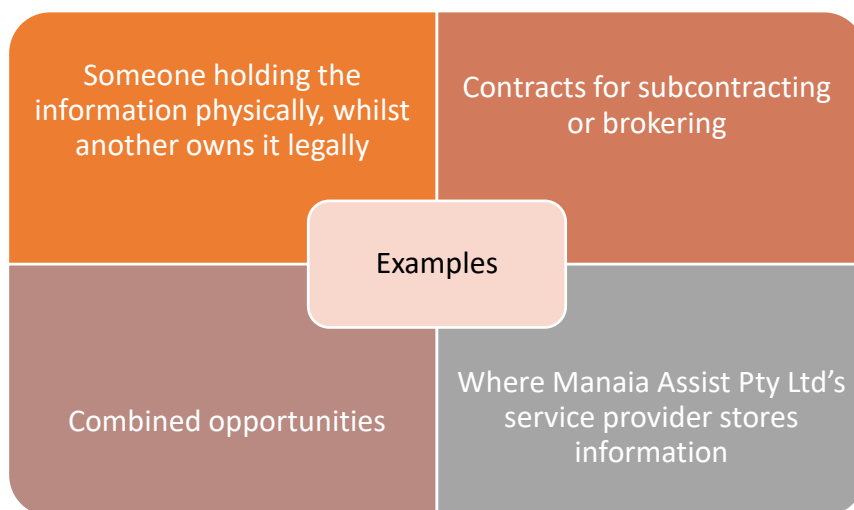 Someone holding the
information physically, whilst
another owns it legally
Contracts for subcontracting
or brokering
Examples
Combined opportunities
Where Manaia Assist Pty Ltd’s
service provider stores
information